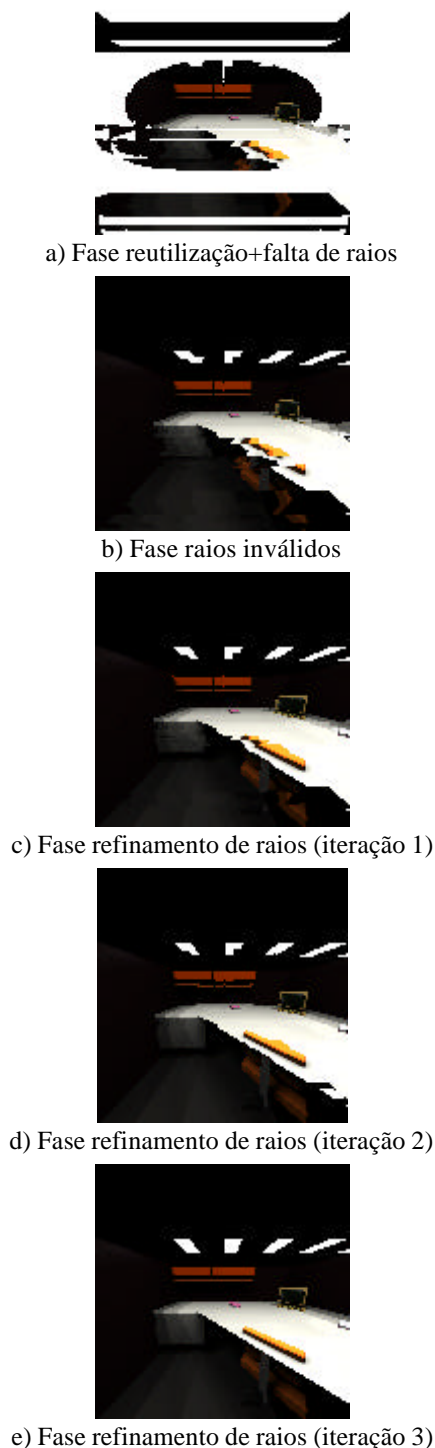 a) Fase reutilização+falta de raios
b) Fase raios inválidos
c) Fase refinamento de raios (iteração 1)
d) Fase refinamento de raios (iteração 2)
e) Fase refinamento de raios (iteração 3)